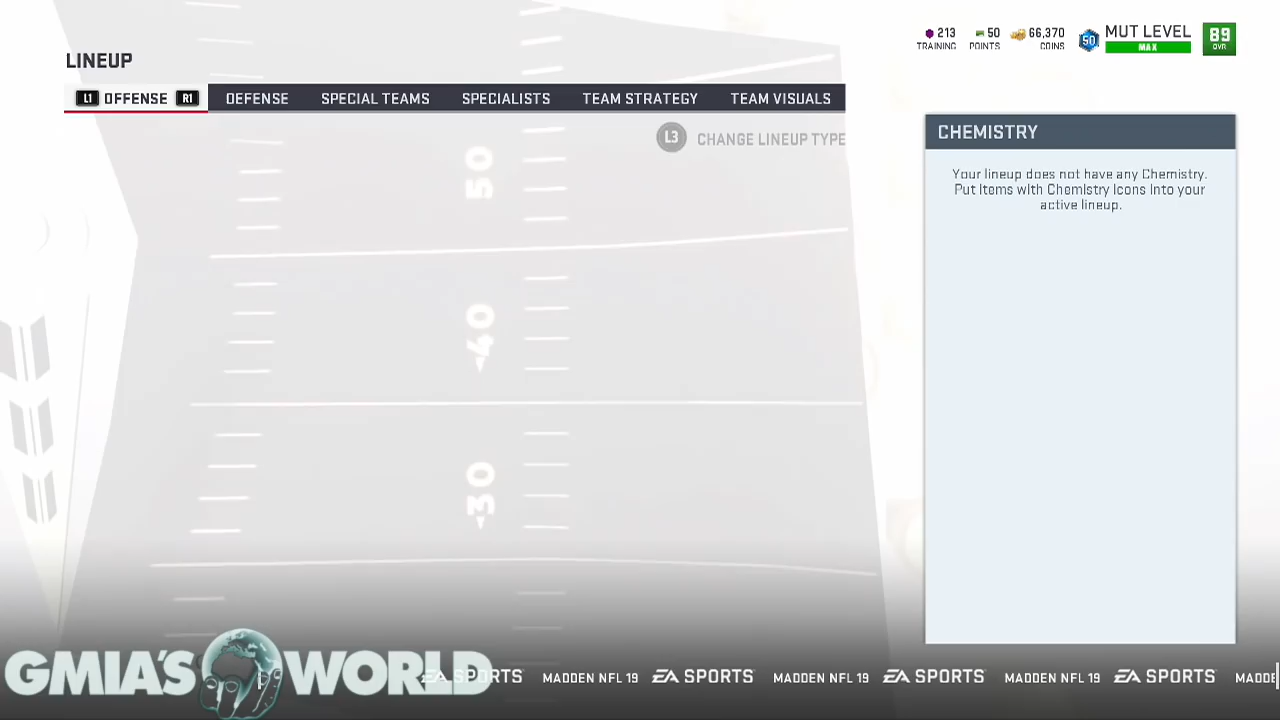 LINEUP
213 TRAINING
50 POINTS
66,370 COINS
50
MUT LEVEL
MAX
89 OVR
L1 OFFENSE R1
DEFENSE
SPECIAL TEAMS
SPECIALISTS
TEAM STRATEGY
TEAM VISUALS
L3 CHANGE LINEUP TYPE
CHEMISTRY
Your lineup does not have any Chemistry.
Put Items with Chemistry Icons into your
active lineup.
50
40
30
GMIA'S WORLD
EA SPORTS MADDEN NFL 19 EA SPORTS MADDEN NFL 19 EA SPORTS MADDEN NFL 19 EA SPORTS MADDE